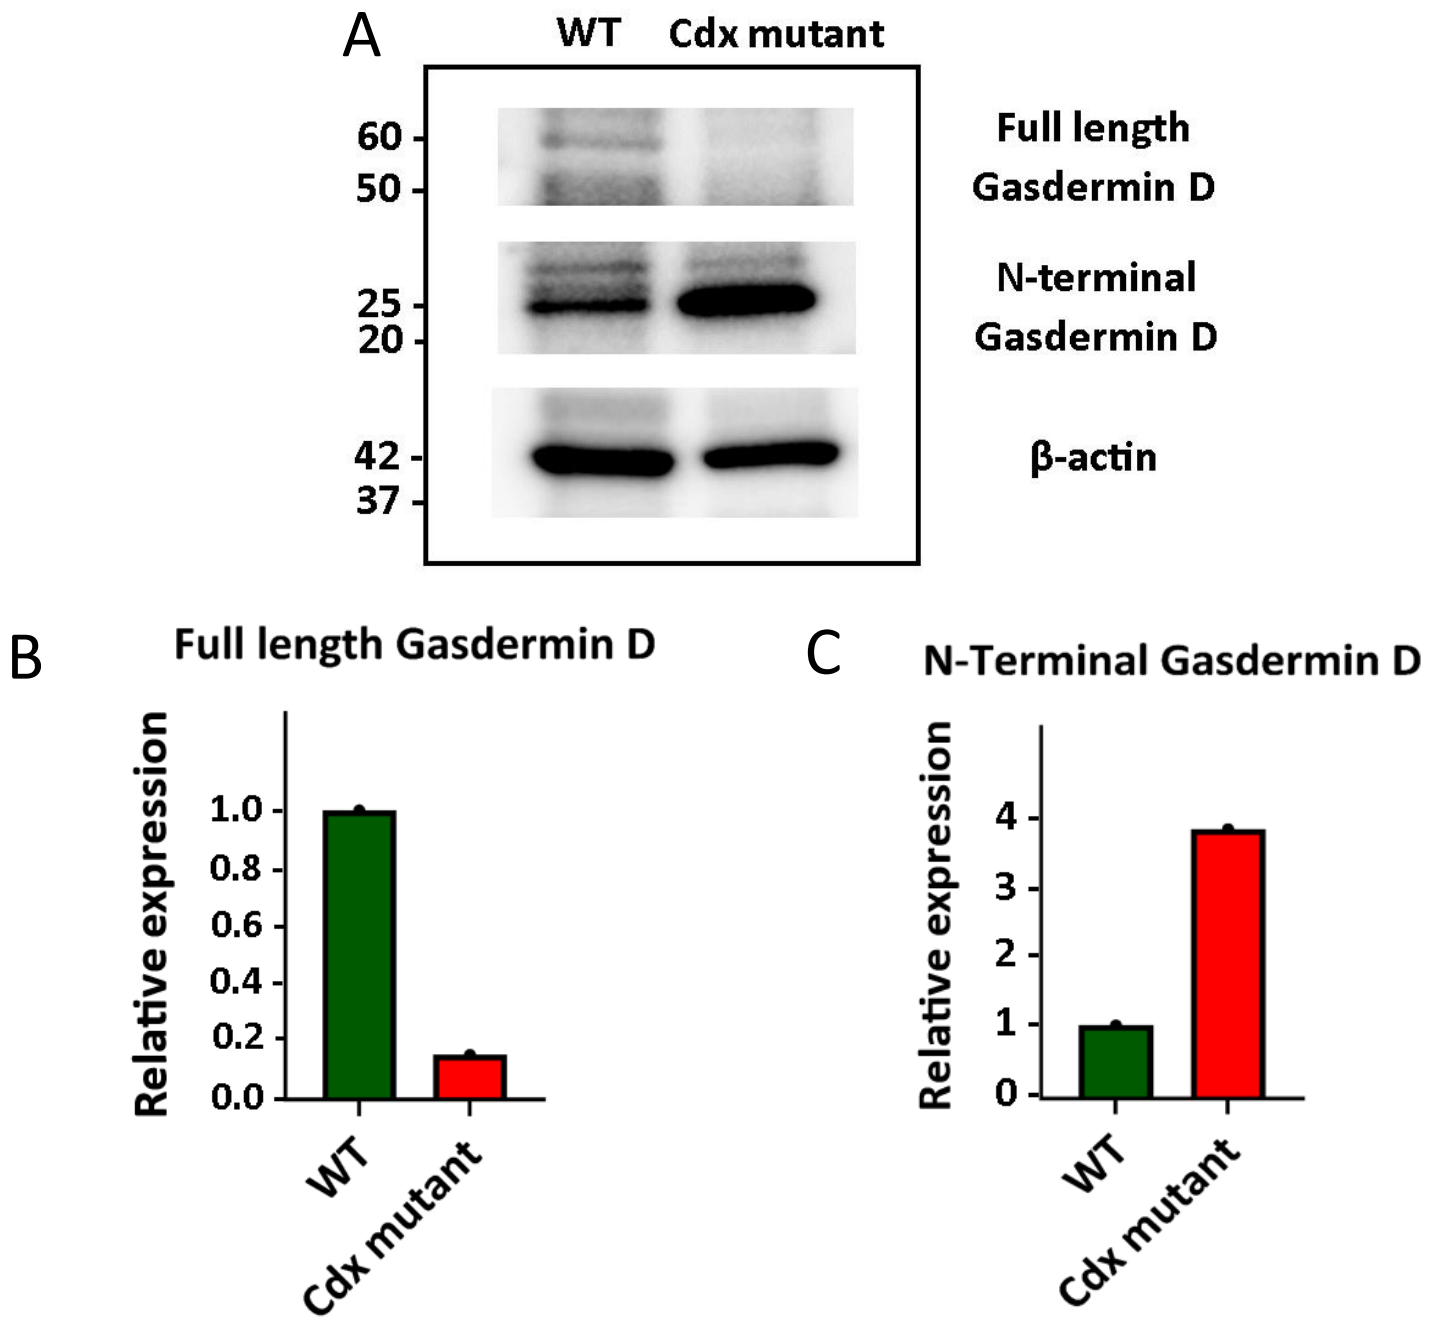 A
WT Cdx mutant
60
50
Full length
Gasdermin D
25
20
N-terminal
Gasdermin D
42
37
β-actin
B
Full length Gasdermin D
Relative expression
1.0
0.8
0.6
0.4
0.2
0.0
WT
Cdx mutant
C
N-Terminal Gasdermin D
Relative expression
4
3
2
1
0
WT
Cdx mutant